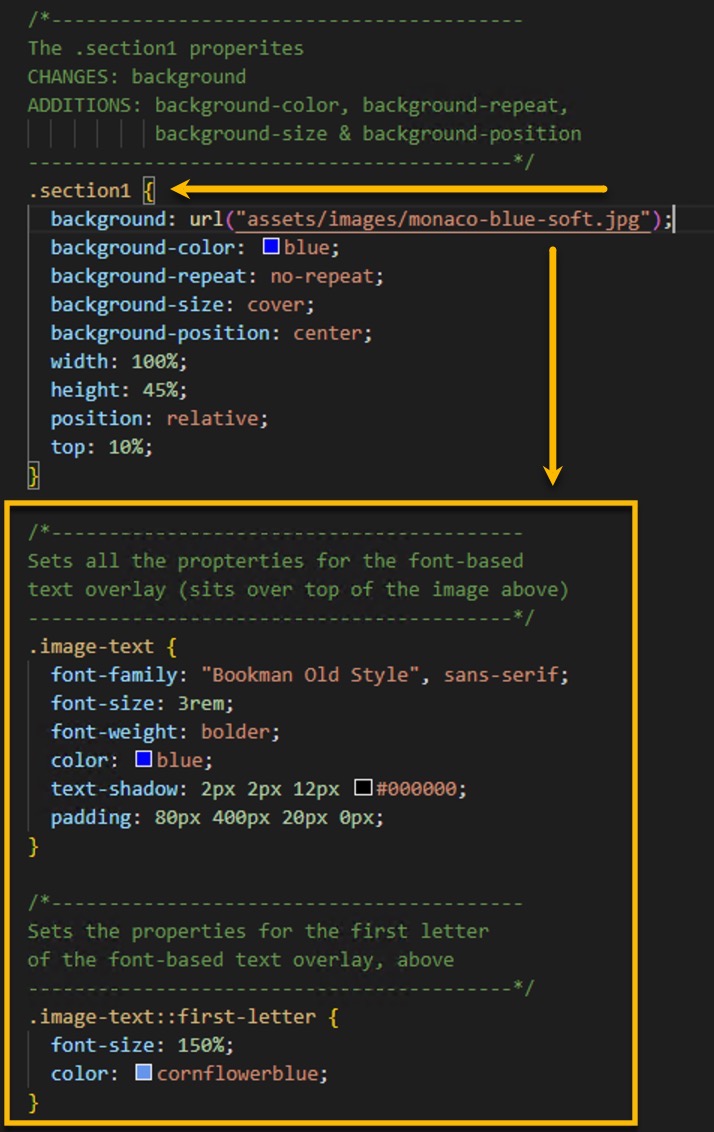 /*-----------------------------------------
The .section1 properites
CHANGES: background
ADDITIONS: background-color, background-repeat,
background-size & background-position
------------------------------------------*/
.section1 {
background: url("assets/images/monaco-blue-soft.jpg");
background-color: blue;
background-repeat: no-repeat;
background-size: cover;
background-position: center;
width: 100%;
height: 45%;
position: relative;
top: 10%;
}
/*-----------------------------------------
Sets all the propterties for the font-based
text overlay (sits over top of the image above)
------------------------------------------*/
.image-text {
font-family: "Bookman Old Style", sans-serif;
font-size: 3rem;
font-weight: bolder;
color: blue;
text-shadow: 2px 2px 12px #000000;
padding: 80px 400px 20px 0px;
}
/*-----------------------------------------
Sets the properties for the first letter
of the font-based text overlay, above
------------------------------------------*/
.image-text::first-letter {
font-size: 150%;
color: cornflowerblue;
}